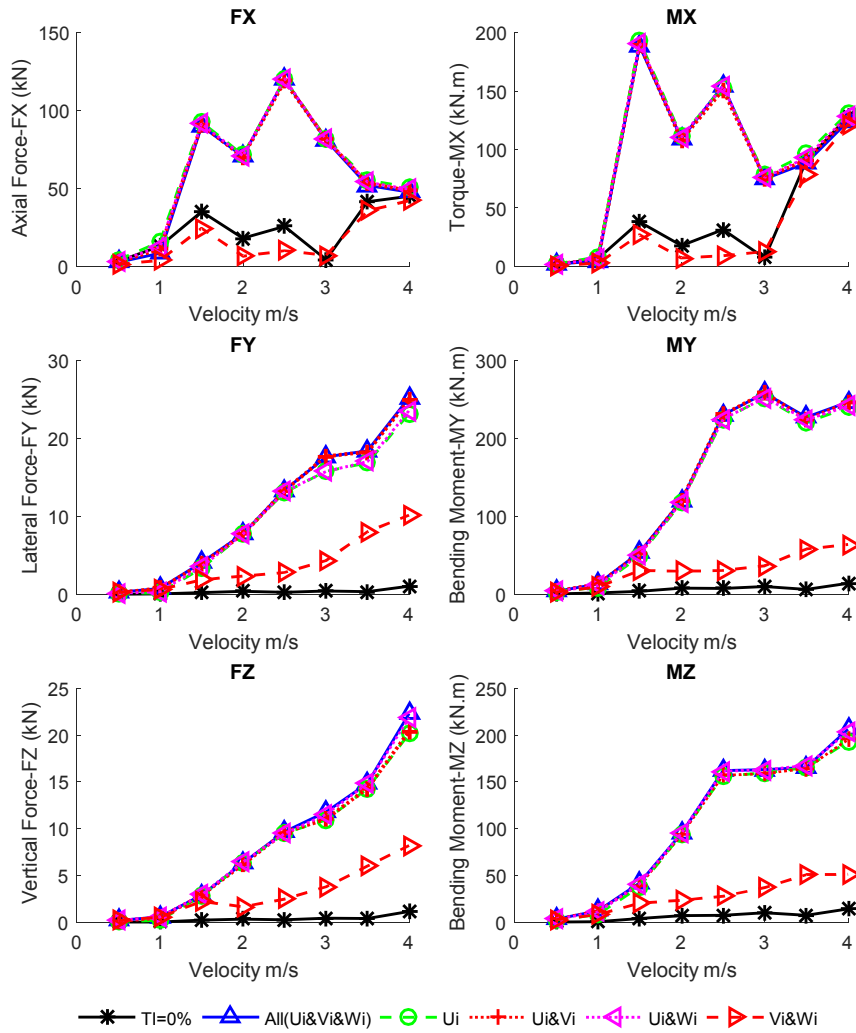 FX
Axial Force-FX (kN)
150
100
50
0
0 1 2 3 4
Velocity m/s
MX
Torque-MX (kN.m)
200
150
100
50
0
0 1 2 3 4
Velocity m/s
FY
Lateral Force-FY (kN)
30
20
10
0
0 1 2 3 4
Velocity m/s
MY
Bending Moment-MY (kN.m)
300
200
100
0
0 1 2 3 4
Velocity m/s
FZ
Vertical Force-FZ (kN)
25
20
15
10
5
0
0 1 2 3 4
Velocity m/s
MZ
Bending Moment-MZ (kN.m)
250
200
150
100
50
0
0 1 2 3 4
Velocity m/s
TI=0% All(Ui&Vi&Wi) Ui Ui&Vi Ui&Wi Vi&Wi